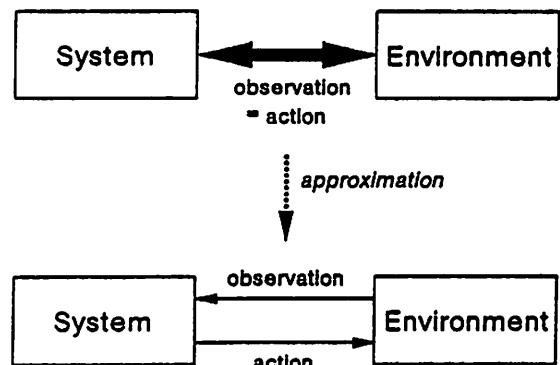 System
Environment
observation
= action
approximation
observation
System
Environment
action